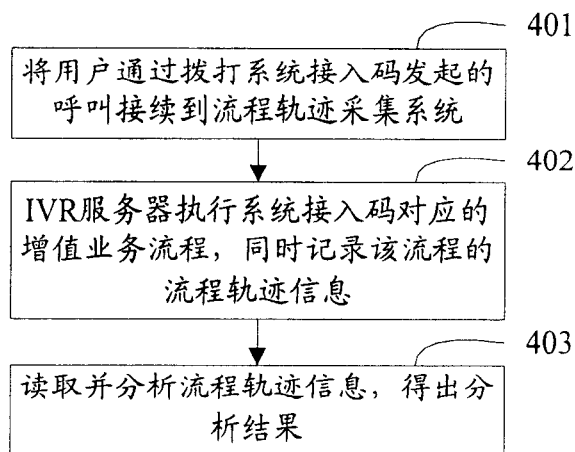 401
将用户通过拨打系统接入码发起的
呼叫接续到流程轨迹采集系统
402
IVR服务器执行系统接入码对应的
增值业务流程，同时记录该流程的
流程轨迹信息
403
读取并分析流程轨迹信息，得出分
析结果